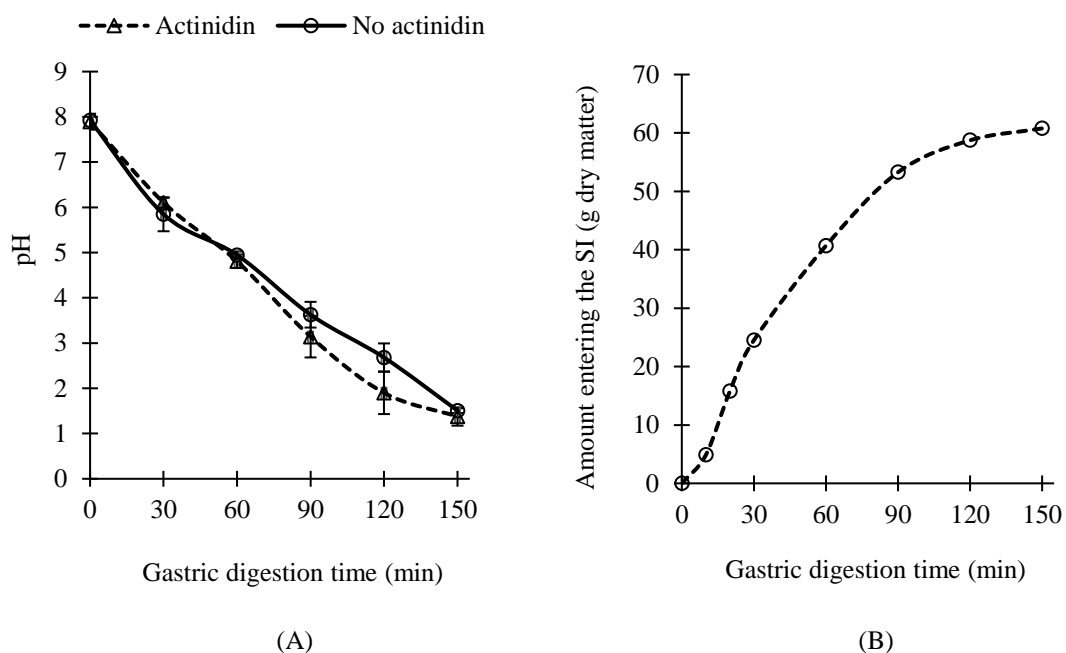 Actinidin No actinidin
pH
9
8
7
6
5
4
3
2
1
0
0 30 60 90 120 150
Gastric digestion time (min)
(A)
Amount entering the SI (g dry matter)
70
60
50
40
30
20
10
0
0 30 60 90 120 150
Gastric digestion time (min)
(B)